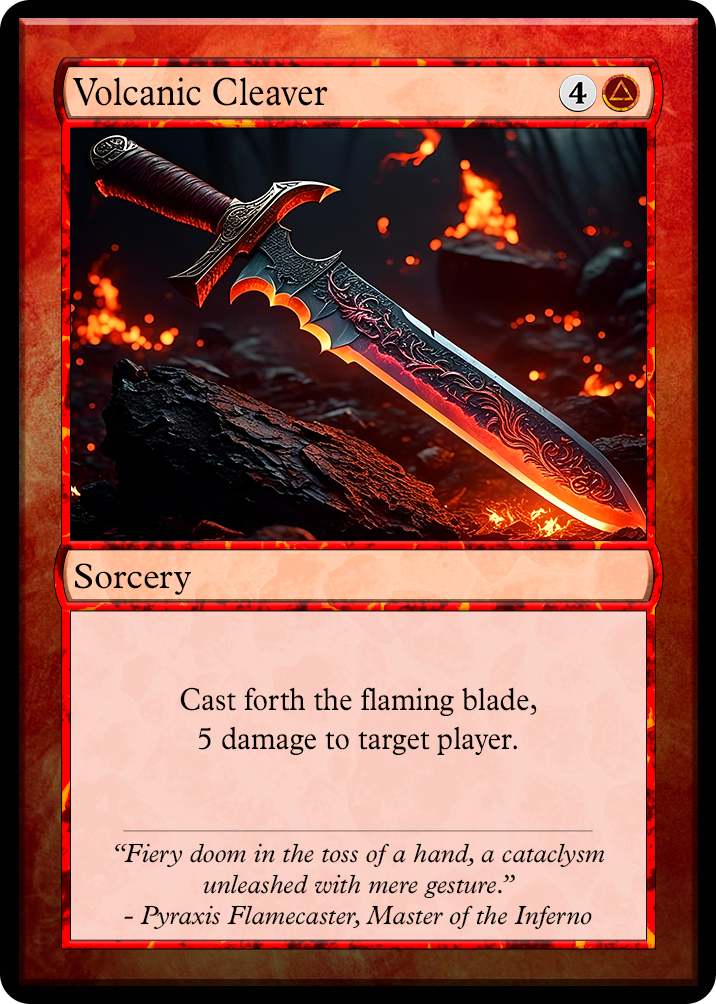 Volcanic Cleaver 4
Sorcery
Cast forth the flaming blade,
5 damage to target player.
“Fiery doom in the toss of a hand, a cataclysm
unleashed with mere gesture.”
- Pyraxis Flamecaster, Master of the Inferno